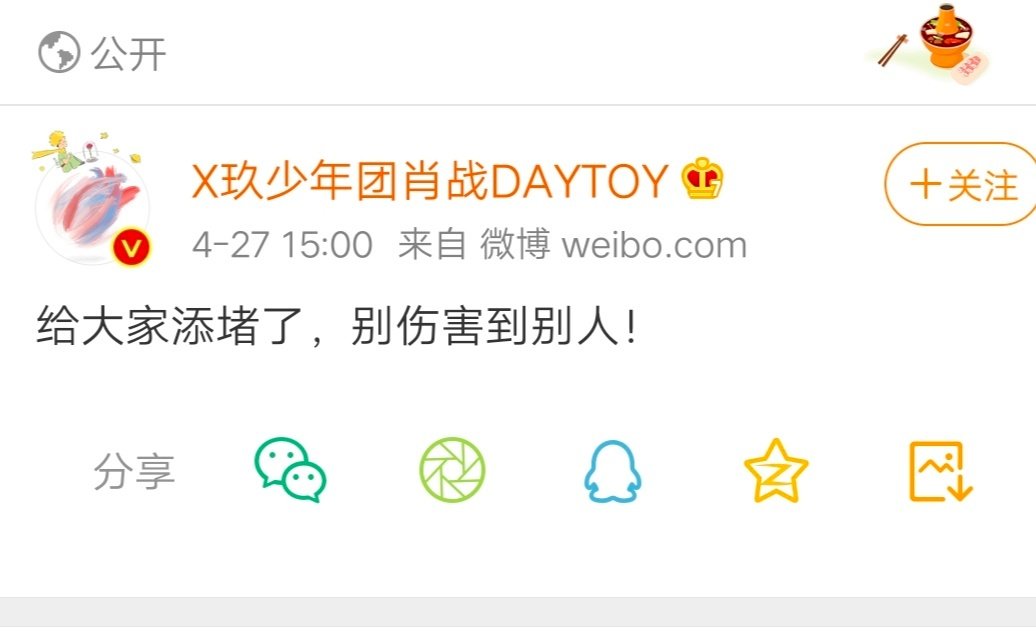 公开
X玖少年团肖战DAYTOY
+关注
4-27 15:00 来自 微博 weibo.com
给大家添堵了，别伤害到别人！
分享